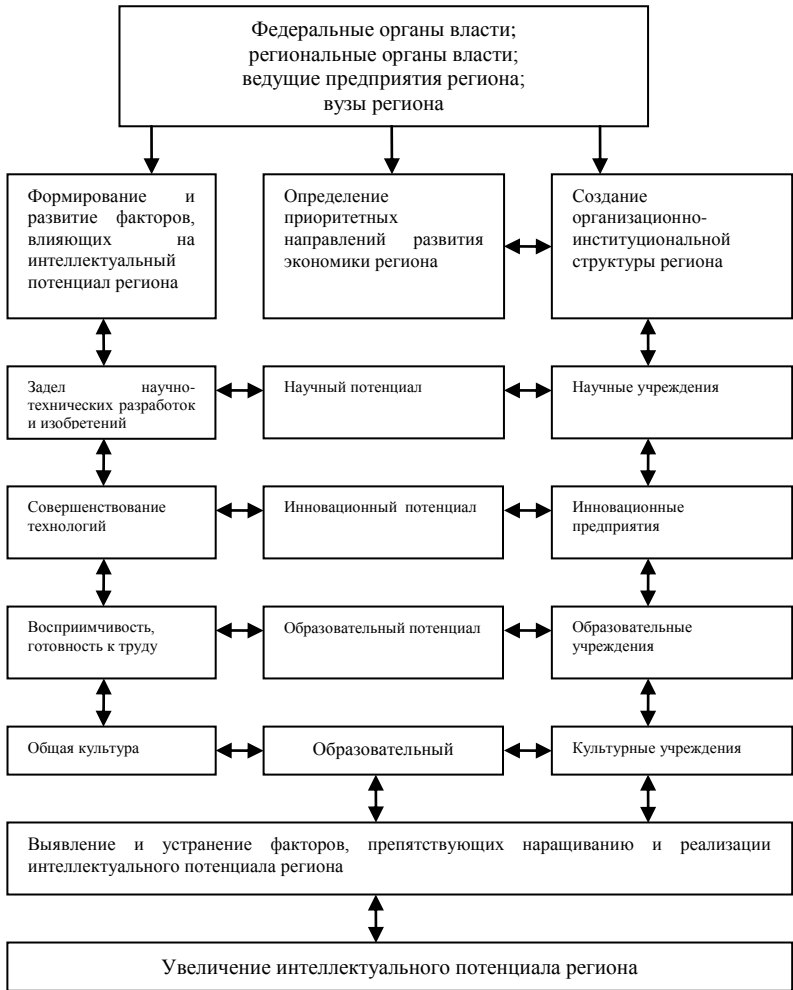 Федеральные органы власти;
региональные органы власти;
ведущие предприятия региона;
вузы региона
Формирование и
развитие факторов,
влияющих на
интеллектуальный
потенциал региона
Определение
приоритетных
направлений развития
экономики региона
Создание
организационно-
институциональной
структуры региона
Задел научно-
технических разработок
и изобретений
Научный потенциал
Научные учреждения
Совершенствование
технологий
Инновационный потенциал
Инновационные
предприятия
Восприимчивость,
готовность к труду
Образовательный потенциал
Образовательные
учреждения
Общая культура
Образовательный
Культурные учреждения
Выявление и устранение факторов, препятствующих наращиванию и реализации
интеллектуального потенциала региона
Увеличение интеллектуального потенциала региона